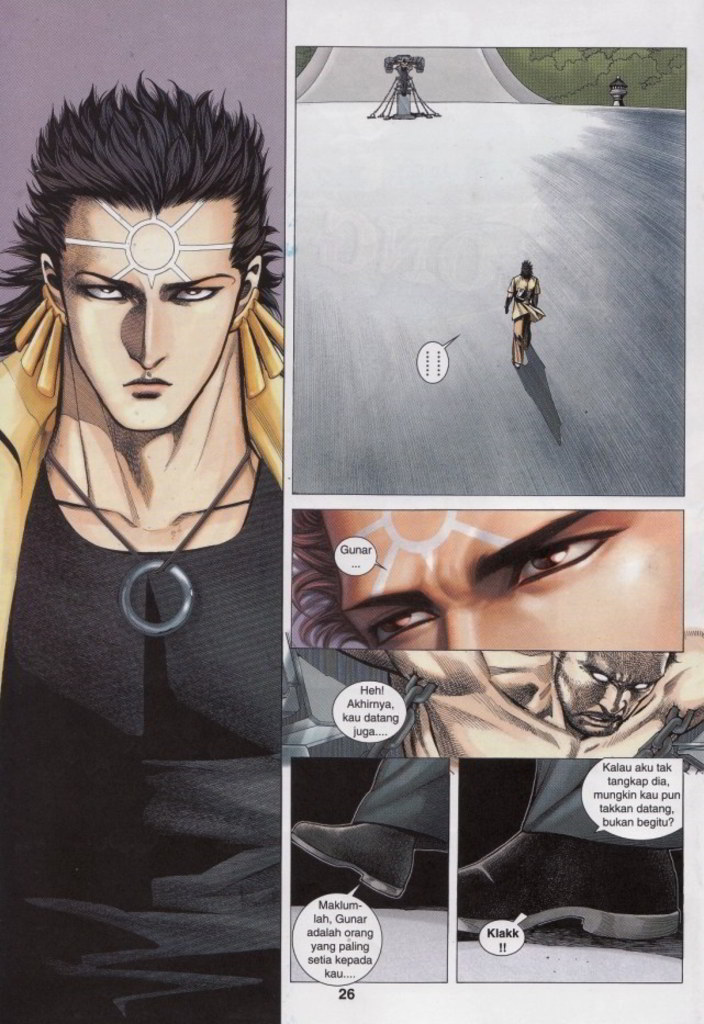 .....
Gunar
...
Heh!
Akhirnya,
kau datang
juga....
Maklum-
lah, Gunar
adalah orang
yang paling
setia kepada
kau....
Kalau aku tak
tangkap dia,
mungkin kau pun
takkan datang,
bukan begitu?
Klakk
!!
26